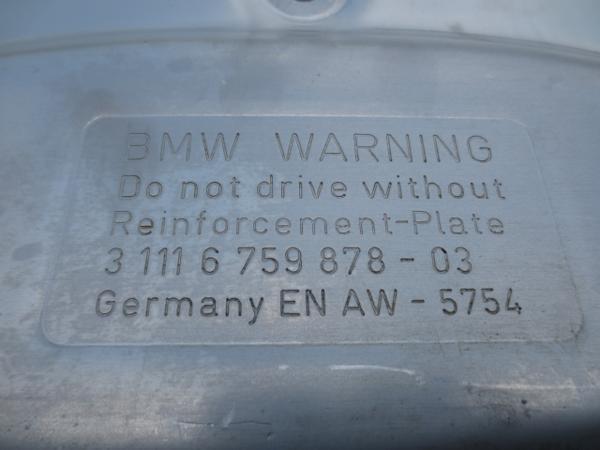 BMW WARNING
Do not drive without
Reinforcement-Plate
3 111 6 759 878 - 03
Germany EN AW - 5754